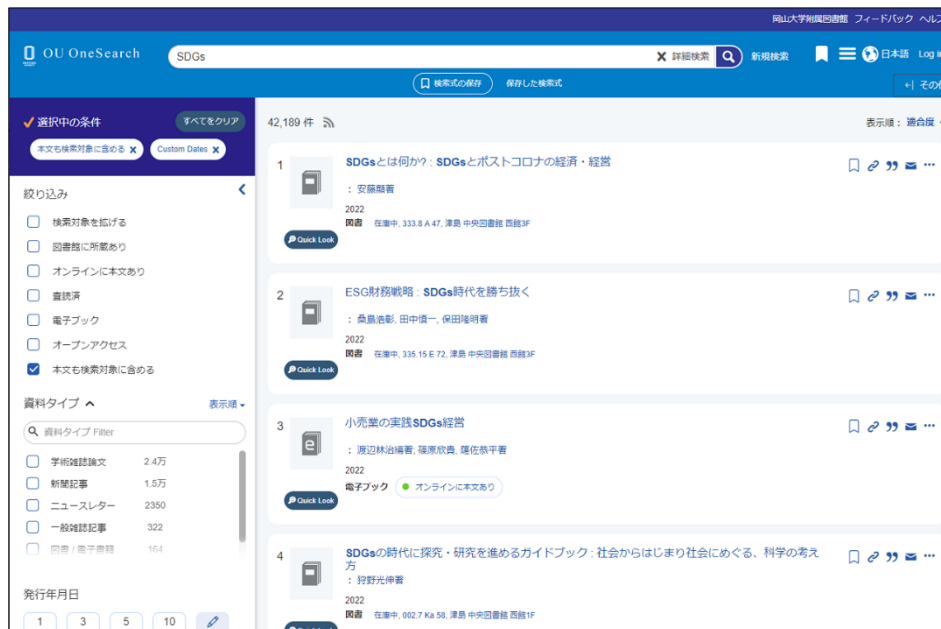 岡山大学附属図書館 フィードバック ヘルプ
OU OneSearch
SDGs
詳細検索
新規検索
日本語
Log in
検索式の保存
保存した検索式
その他
選択中の条件
すべてをクリア
本文も検索対象に含める
Custom Dates
絞り込み
検索対象を拡げる
図書館に所蔵あり
オンラインに本文あり
査読済
電子ブック
オープンアクセス
本文も検索対象に含める
資料タイプ
表示順
資料タイプ Filter
学術雑誌論文 2.4万
新聞記事 1.5万
ニュースレター 2350
一般雑誌記事 322
図書 / 電子書籍 164
発行年月日
1 3 5 10
42,189 件
表示順： 適合度
1
SDGsとは何か? : SDGsとポストコロナの経済・経営
： 安藤顯著
2022
図書 在庫中, 333.8 A 47, 津島 中央図書館 西館3F
Quick Look
2
ESG財務戦略 : SDGs時代を勝ち抜く
： 桑島浩彰, 田中慎一, 保田隆明著
2022
図書 在庫中, 335.15 E 72, 津島 中央図書館 西館3F
Quick Look
3
小売業の実践SDGs経営
： 渡辺林治編著; 篠原欣貴, 蓮佐恭平著
2022
電子ブック オンラインに本文あり
Quick Look
4
SDGsの時代に探究・研究を進めるガイドブック : 社会からはじまり社会にめぐる、科学の考え
方
： 狩野光伸著
2022
図書 在庫中, 002.7 Ka 58, 津島 中央図書館 西館1F